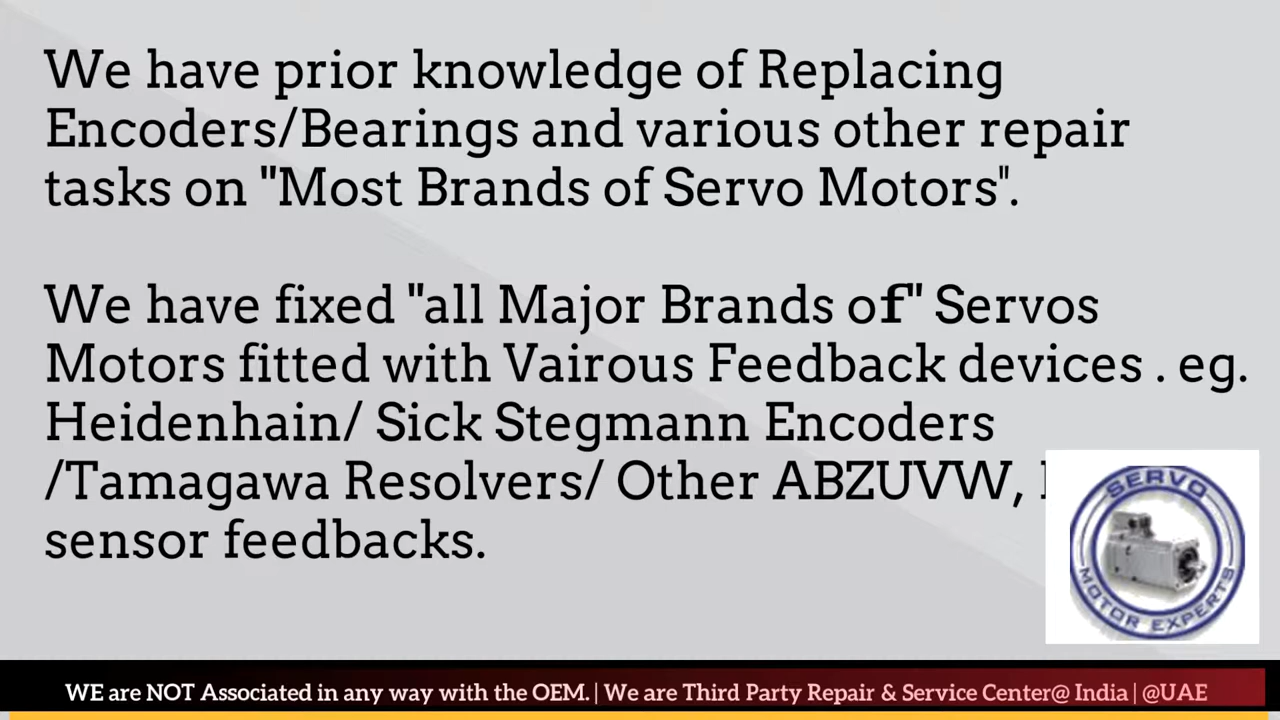 We have prior knowledge of Replacing
Encoders/Bearings and various other repair
tasks on "Most Brands of Servo Motors".
We have fixed "all Major Brands of" Servos
Motors fitted with Vairous Feedback devices . eg.
Heidenhain/ Sick Stegmann Encoders
/Tamagawa Resolvers/ Other ABZUVW,
sensor feedbacks.
SERVO
MOTOR EXPERTS
WE are NOT Associated in any way with the OEM. | We are Third Party Repair & Service Center@ India | @UAE